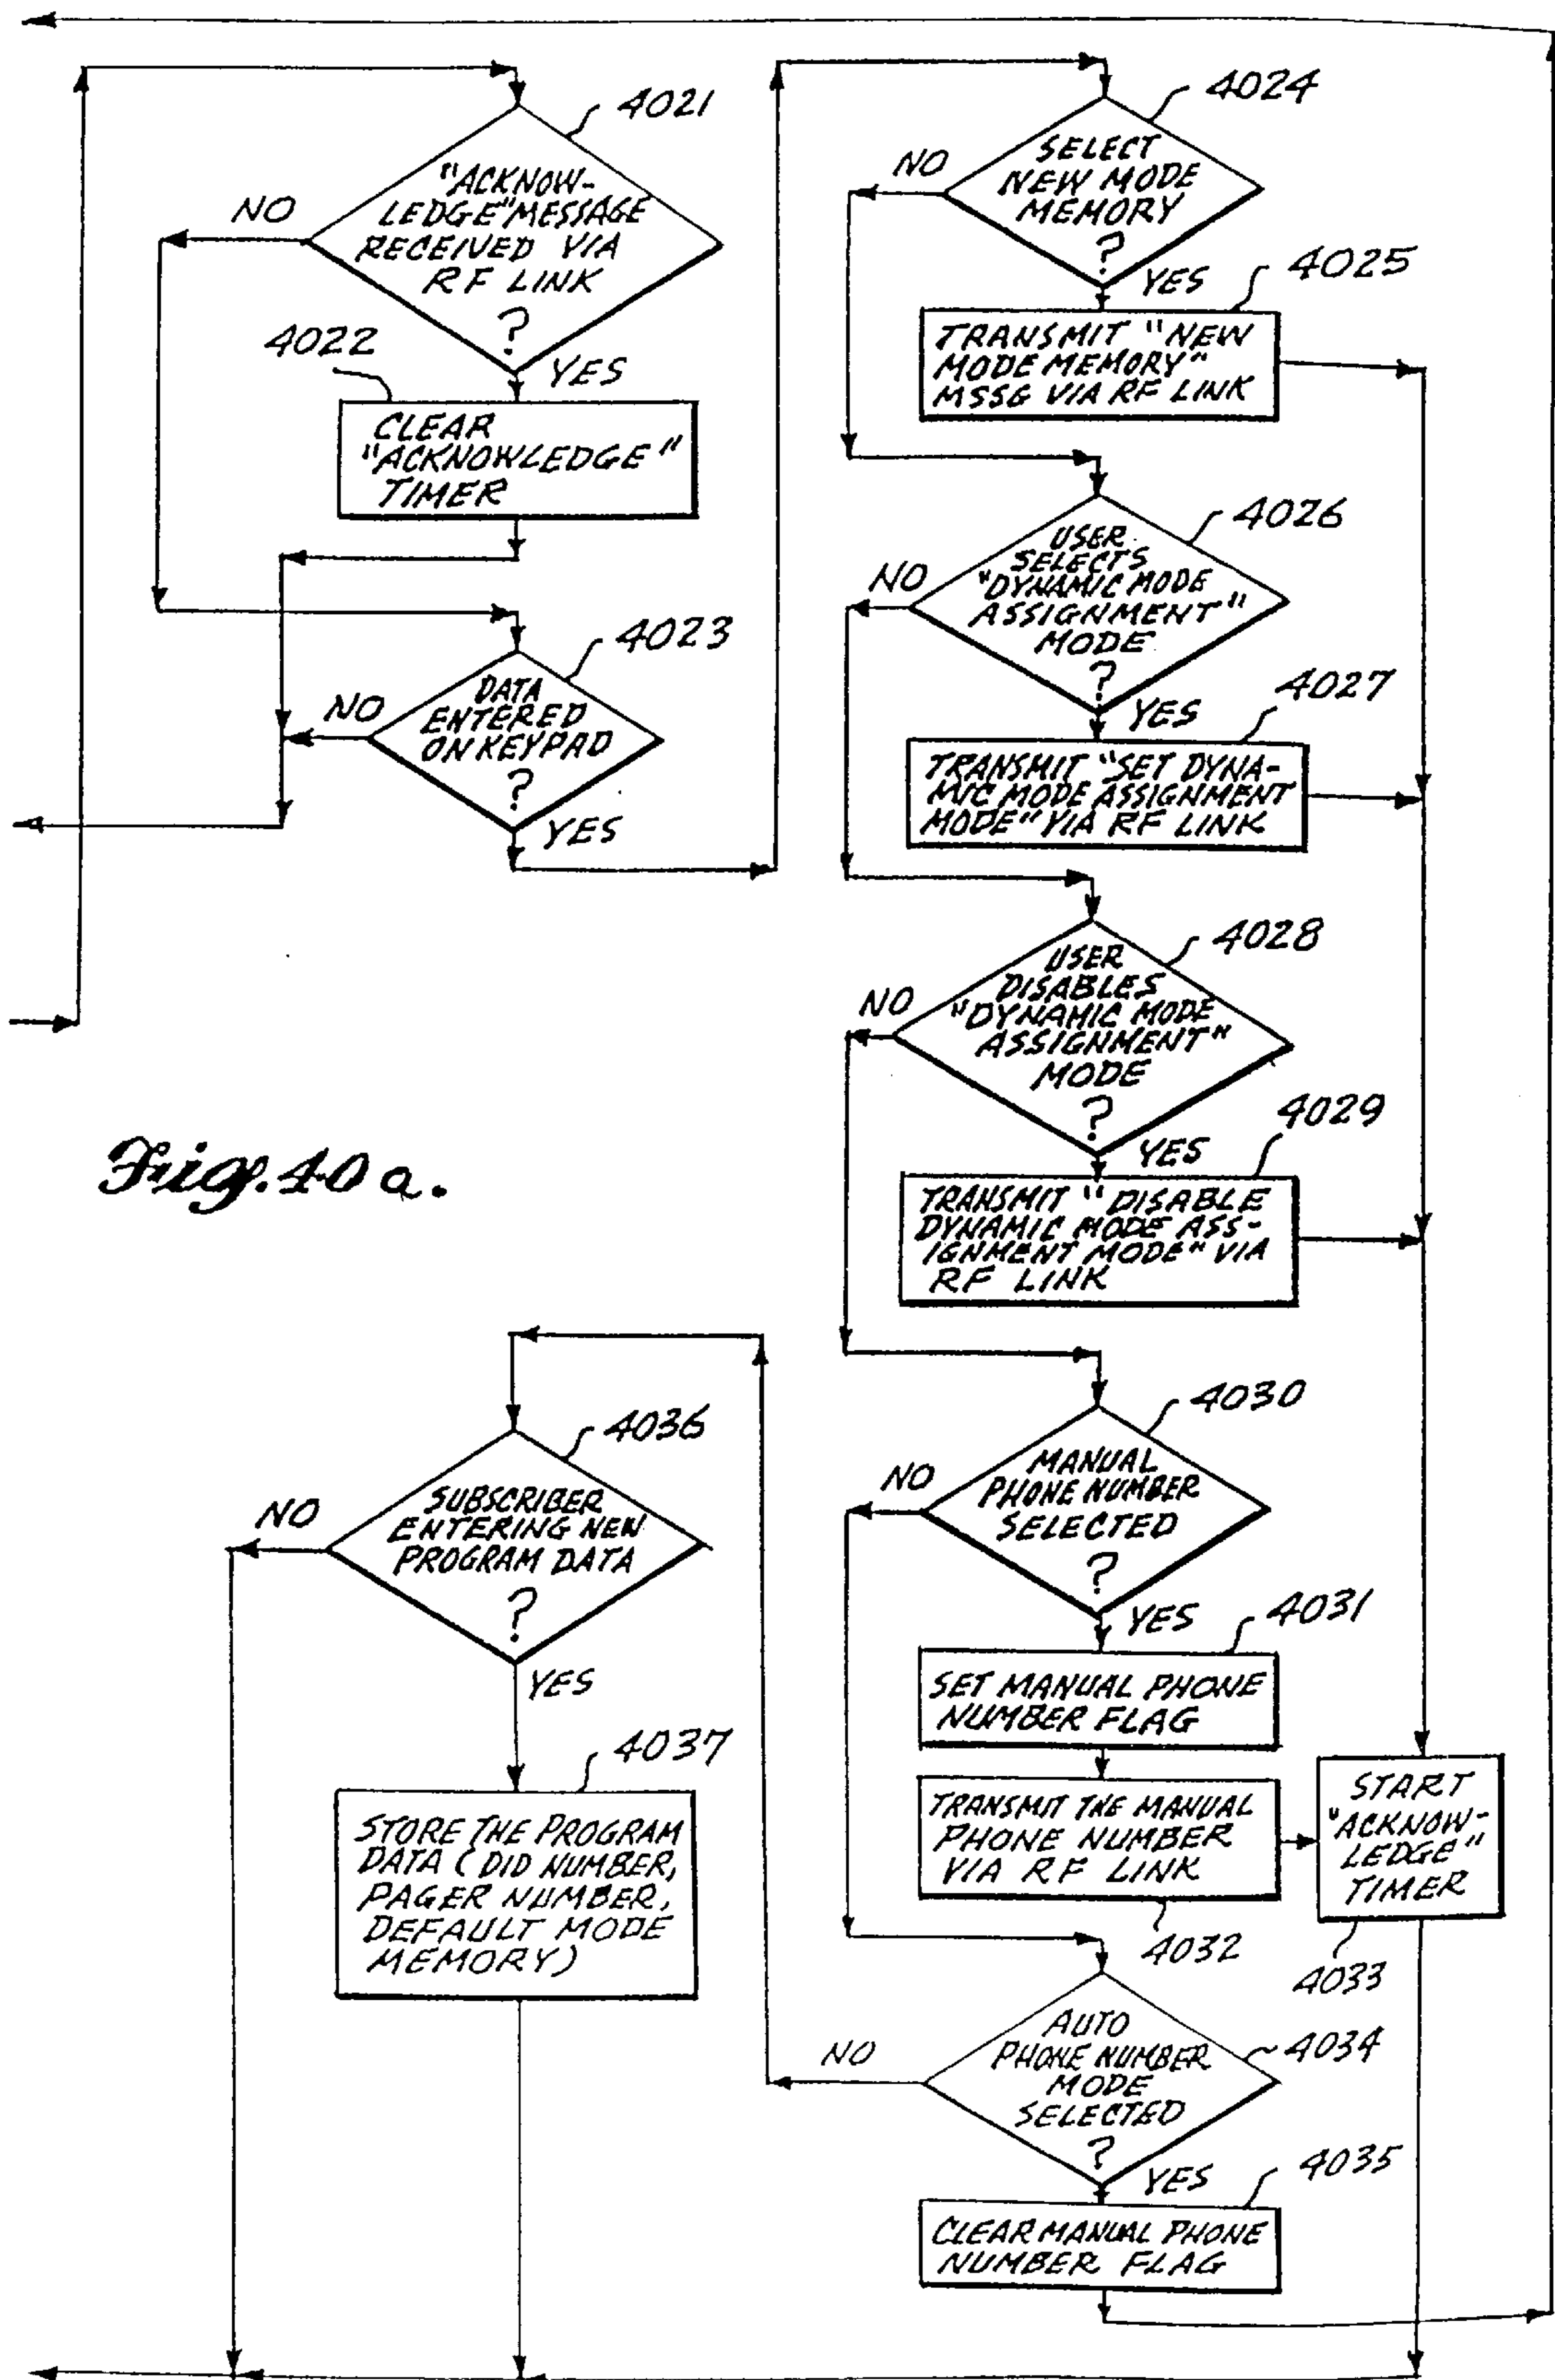 4021
"ACKNOW-
LEDGE" MESSAGE
RECEIVED VIA
RF LINK
?
NO
YES
4022
CLEAR
"ACKNOWLEDGE"
TIMER
4023
DATA
ENTERED
ON KEYPAD
?
NO
YES
4024
SELECT
NEW MODE
MEMORY
?
NO
YES
4025
TRANSMIT "NEW
MODE MEMORY"
MSSG VIA RF LINK
4026
USER
SELECTS
"DYNAMIC MODE
ASSIGNMENT"
MODE
?
NO
YES
4027
TRANSMIT "SET DYNA-
MIC MODE ASSIGNMENT
MODE" VIA RF LINK
4028
USER
DISABLES
"DYNAMIC MODE
ASSIGNMENT"
MODE
?
NO
YES
4029
TRANSMIT "DISABLE
DYNAMIC MODE ASS-
IGNMENT MODE" VIA
RF LINK
Fig. 40a.
4030
MANUAL
PHONE NUMBER
SELECTED
?
NO
YES
4031
SET MANUAL PHONE
NUMBER FLAG
TRANSMIT THE MANUAL
PHONE NUMBER
VIA RF LINK
4032
START
"ACKNOW-
LEDGE"
TIMER
4033
AUTO
PHONE NUMBER
MODE
SELECTED
?
4034
NO
YES
4035
CLEAR MANUAL PHONE
NUMBER FLAG
4036
SUBSCRIBER
ENTERING NEW
PROGRAM DATA
?
NO
YES
4037
STORE THE PROGRAM
DATA (DID NUMBER,
PAGER NUMBER,
DEFAULT MODE
MEMORY)